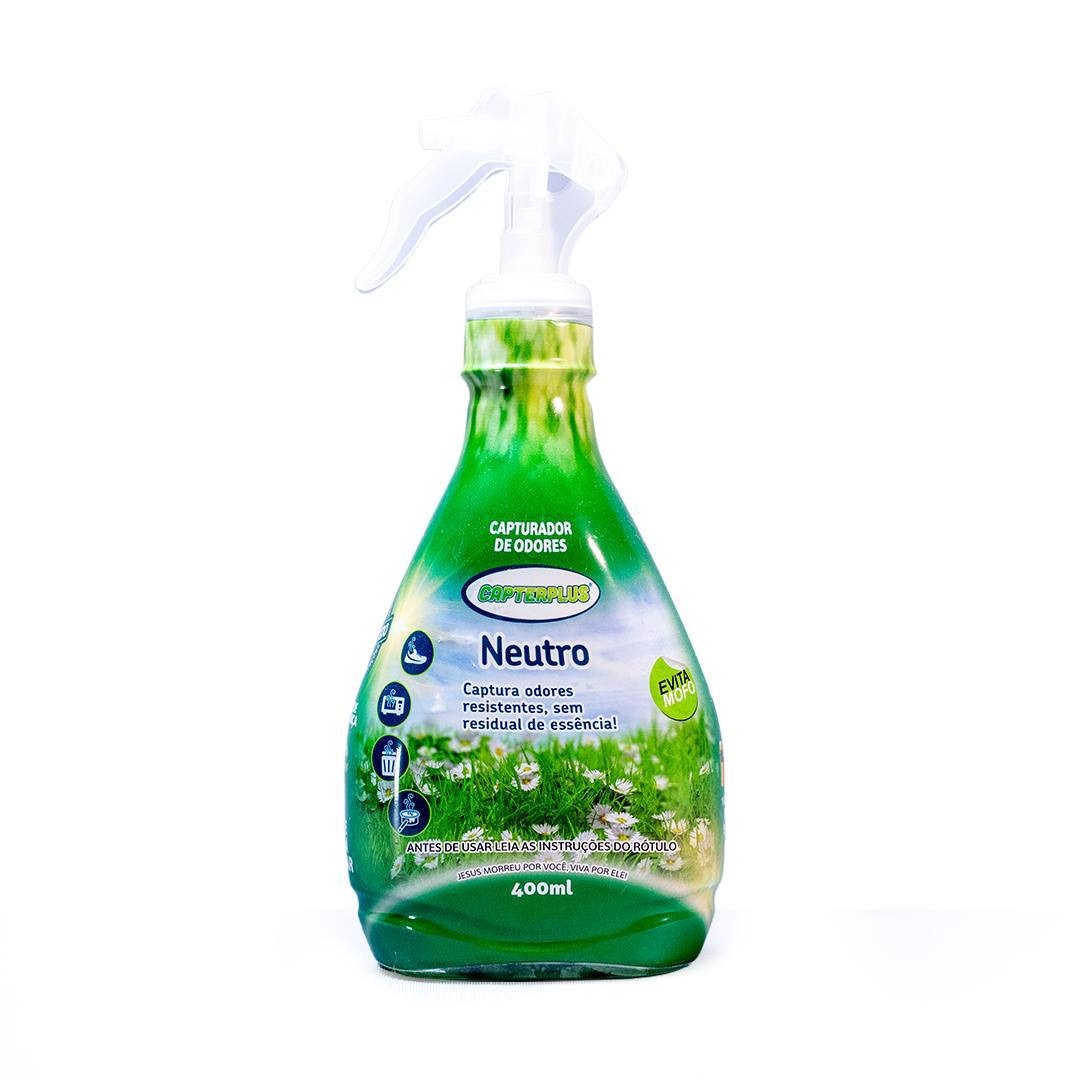 CAPTURADOR
DE ODORES
CAPTERPLUS
Neutro
Captura odores
resistentes, sem
residual de essência!
EVITA
MOFO
ANTES DE USAR LEIA AS INSTRUÇÕES DO RÓTULO
JESUS MORREU POR VOCÊ, VIVA POR ELE!
400ml